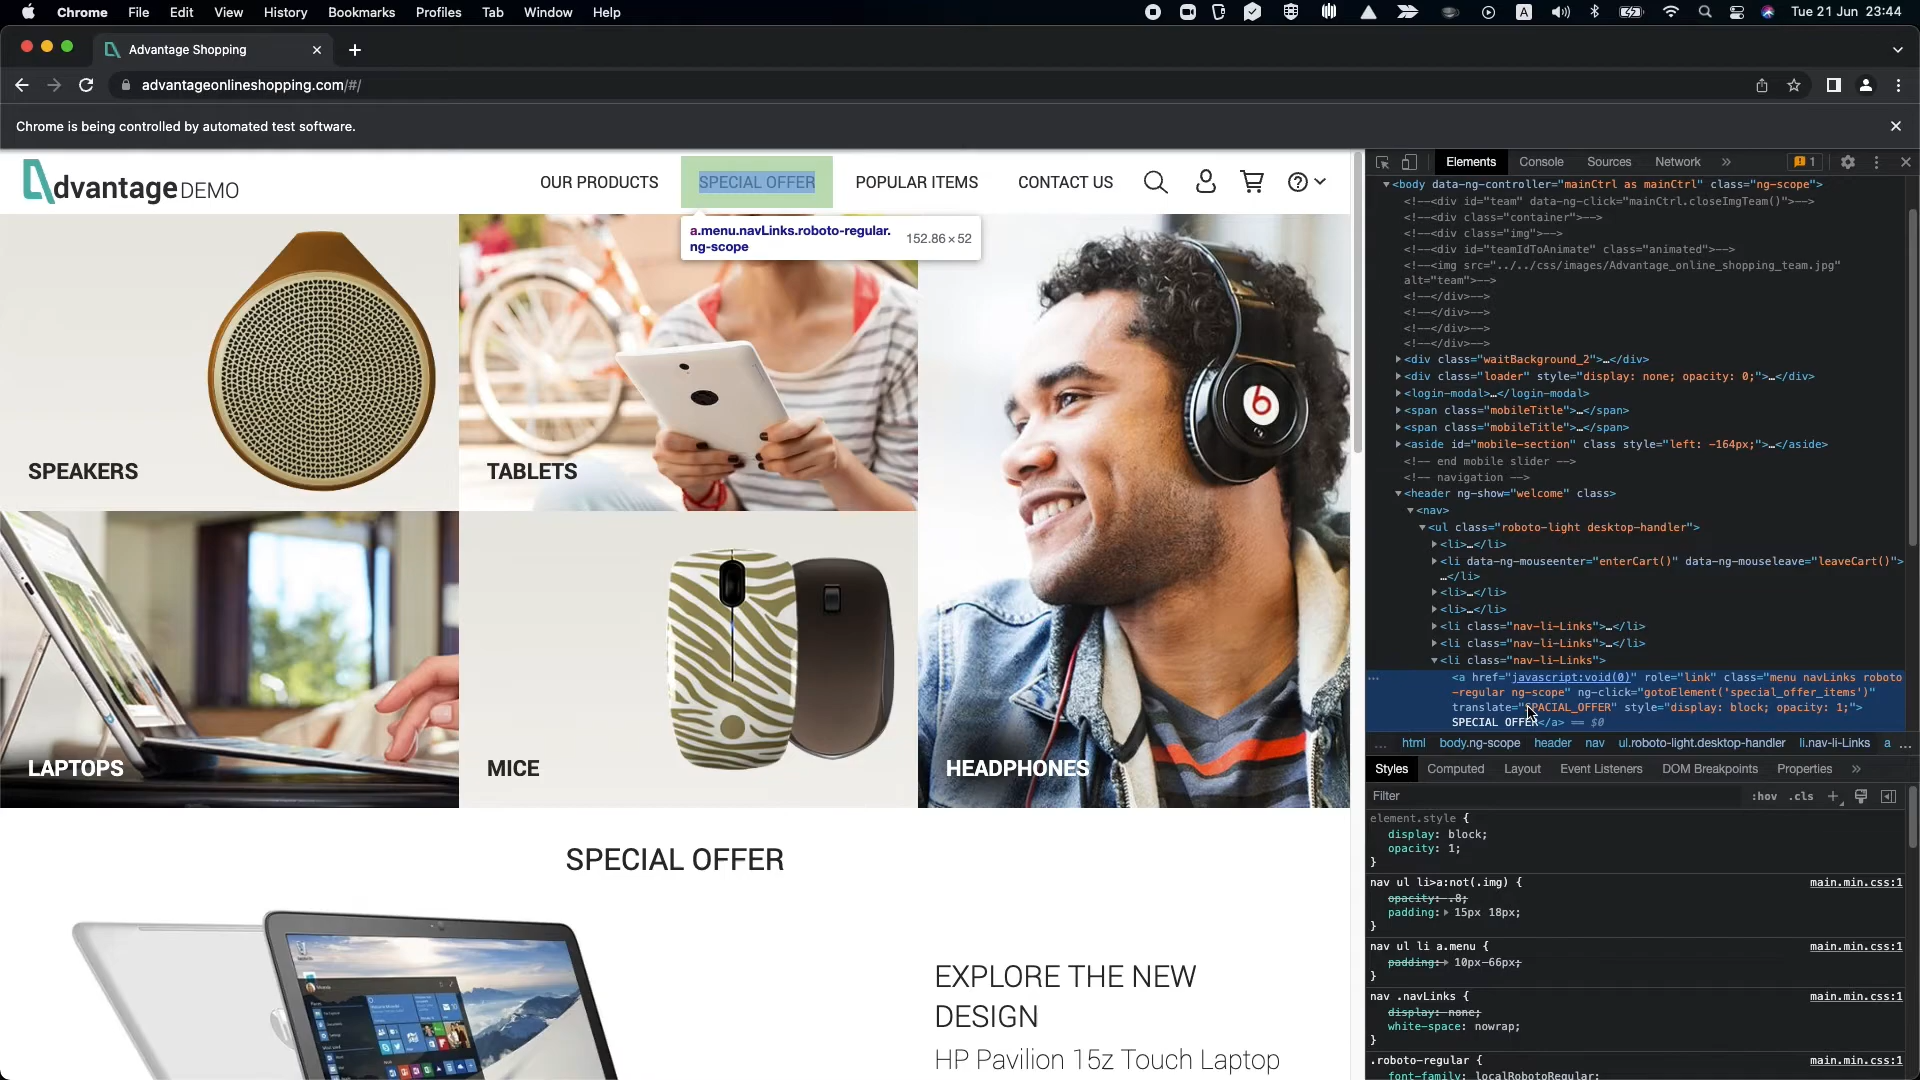 Chrome File Edit View History Bookmarks Profiles Tab Window Help
Tue 21 Jun 23:44
Advantage Shopping
advantageonlineshopping.com/#/
Chrome is being controlled by automated test software.
dvantage DEMO
OUR PRODUCTS SPECIAL OFFER POPULAR ITEMS CONTACT US
a.menu.navLinks.roboto-regular.
ng-scope
152.86 × 52
SPEAKERS
TABLETS
LAPTOPS
MICE
HEADPHONES
SPECIAL OFFER
EXPLORE THE NEW
DESIGN
HP Pavilion 15z Touch Laptop
Elements Console Sources Network » 1
▼<body data-ng-controller="mainCtrl as mainCtrl" class="ng-scope">
<!--<div id="team" data-ng-click="mainCtrl.closeImgTeam()">-->
<!--<div class="container">-->
<!--<div class="img">-->
<!--<div id="teamIdToAnimate" class="animated">-->
<!--<img src="../../css/images/Advantage_online_shopping_team.jpg"
alt="team">-->
<!--</div>-->
<!--</div>-->
<!--</div>-->
<!--</div>-->
▶<div class="waitBackground_2">…</div>
▶<div class="loader" style="display: none; opacity: 0;">…</div>
▶<login-modal>…</login-modal>
▶<span class="mobileTitle">…</span>
▶<span class="mobileTitle">…</span>
▶<aside id="mobile-section" class style="left: -164px;">…</aside>
<!-- end mobile slider -->
<!-- navigation -->
▼<header ng-show="welcome" class>
▼<nav>
▼<ul class="roboto-light desktop-handler">
▶<li>…</li>
▶<li data-ng-mouseenter="enterCart()" data-ng-mouseleave="leaveCart()">
…</li>
▶<li>…</li>
▶<li>…</li>
▶<li class="nav-li-Links">…</li>
▶<li class="nav-li-Links">…</li>
▼<li class="nav-li-Links">
<a href="javascript:void(0)" role="link" class="menu navLinks roboto
-regular ng-scope" ng-click="gotoElement('special_offer_items')"
translate="SPACIAL_OFFER" style="display: block; opacity: 1;">
SPECIAL OFFER</a> == $0
... html body.ng-scope header nav ul.roboto-light.desktop-handler li.nav-li-Links a ...
Styles Computed Layout Event Listeners DOM Breakpoints Properties »
Filter :hov .cls +
element.style {
display: block;
opacity: 1;
}
nav ul li>a:not(.img) { main.min.css:1
opacity: .8;
padding:▶ 15px 18px;
}
nav ul li a.menu { main.min.css:1
padding:▶ 10px 66px;
}
nav .navLinks { main.min.css:1
display: none;
white-space: nowrap;
}
.roboto-regular { main.min.css:1
font-family: localRobotoRegular;